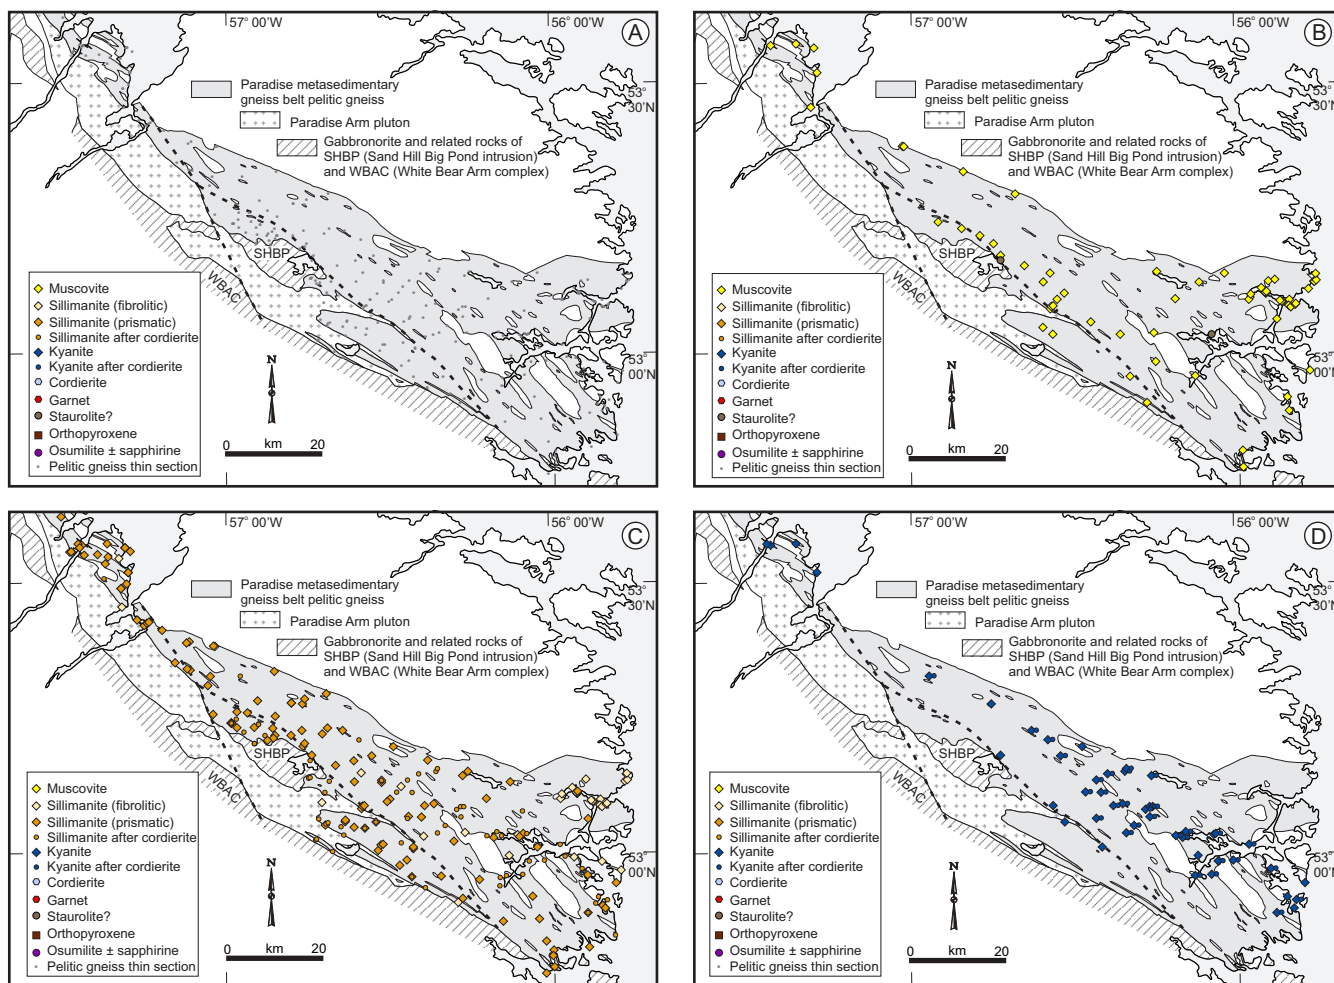 57° 00'W
56° 00'W
A
53°
30'N
Paradise metasedimentary
gneiss belt pelitic gneiss
Paradise Arm pluton
Gabbronorite and related rocks of
SHBP (Sand Hill Big Pond intrusion)
and WBAC (White Bear Arm complex)
SHBP
WBAC
Muscovite
Sillimanite (fibrolitic)
Sillimanite (prismatic)
Sillimanite after cordierite
Kyanite
Kyanite after cordierite
Cordierite
Garnet
Staurolite?
Orthopyroxene
Osumilite ± sapphirine
Pelitic gneiss thin section
N
km
0 20
53°
00'N
57° 00'W
56° 00'W
B
53°
30'N
Paradise metasedimentary
gneiss belt pelitic gneiss
Paradise Arm pluton
Gabbronorite and related rocks of
SHBP (Sand Hill Big Pond intrusion)
and WBAC (White Bear Arm complex)
SHBP
WBAC
Muscovite
Sillimanite (fibrolitic)
Sillimanite (prismatic)
Sillimanite after cordierite
Kyanite
Kyanite after cordierite
Cordierite
Garnet
Staurolite?
Orthopyroxene
Osumilite ± sapphirine
Pelitic gneiss thin section
N
km
0 20
53°
00'N
57° 00'W
56° 00'W
C
53°
30'N
Paradise metasedimentary
gneiss belt pelitic gneiss
Paradise Arm pluton
Gabbronorite and related rocks of
SHBP (Sand Hill Big Pond intrusion)
and WBAC (White Bear Arm complex)
SHBP
WBAC
Muscovite
Sillimanite (fibrolitic)
Sillimanite (prismatic)
Sillimanite after cordierite
Kyanite
Kyanite after cordierite
Cordierite
Garnet
Staurolite?
Orthopyroxene
Osumilite ± sapphirine
Pelitic gneiss thin section
N
km
0 20
53°
00'N
57° 00'W
56° 00'W
D
53°
30'N
Paradise metasedimentary
gneiss belt pelitic gneiss
Paradise Arm pluton
Gabbronorite and related rocks of
SHBP (Sand Hill Big Pond intrusion)
and WBAC (White Bear Arm complex)
SHBP
WBAC
Muscovite
Sillimanite (fibrolitic)
Sillimanite (prismatic)
Sillimanite after cordierite
Kyanite
Kyanite after cordierite
Cordierite
Garnet
Staurolite?
Orthopyroxene
Osumilite ± sapphirine
Pelitic gneiss thin section
N
km
0 20
53°
00'N